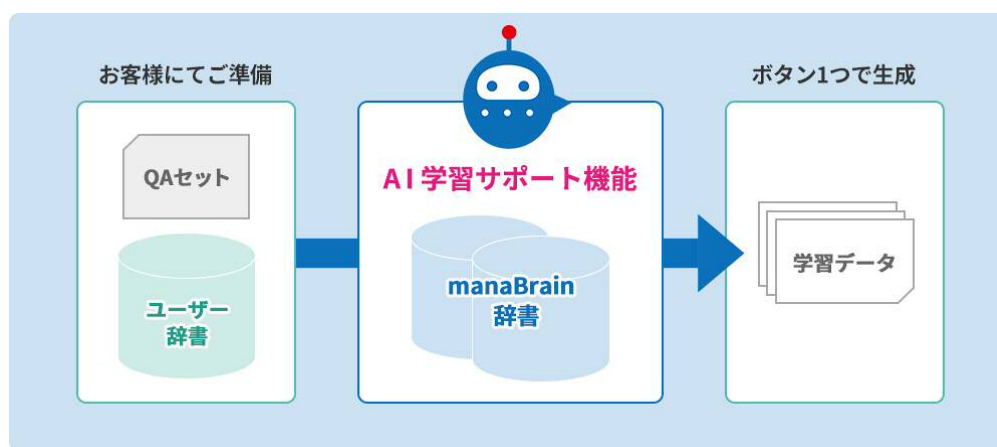 お客様にてご準備
QAセット
ユーザー
辞書
AI学習サポート機能
manaBrain
辞書
ボタン1つで生成
学習データ